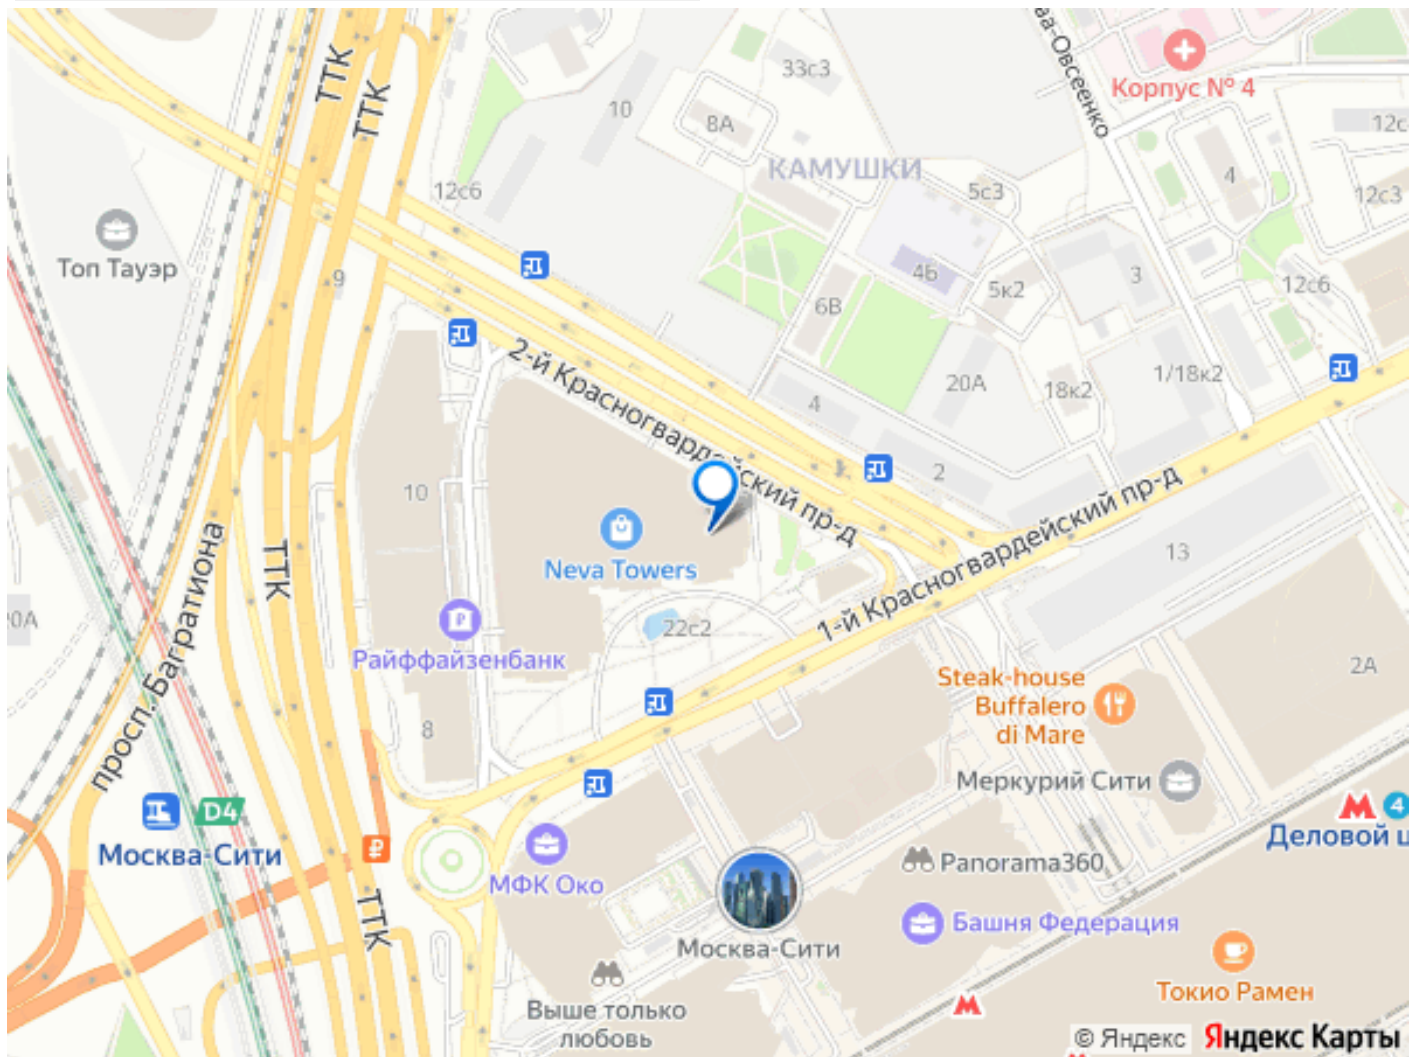 ТТК
ТТК
33с3
10
8А
КАМУШКИ
Корпус № 4
12с6
5с3
4
12с3
Топ Тауэр
9
4Б
5к2
3
12с6
6В
2-й Красногвардейский пр-д
20А
18к2
1/18к2
4
2
10
Neva Towers
1-й Красногвардейский пр-д
13
ТТК
просп. Багратиона
22с2
Райффайзенбанк
8
2А
Steak-house
Buffalero
di Mare
Меркурий Сити
D4
Москва-Сити
₽
4
МФК Око
Panorama360
Башня Федерация
Москва-Сити
ТТК
Выше только
любовь
Токио Рамен
© Яндекс Яндекс Карты